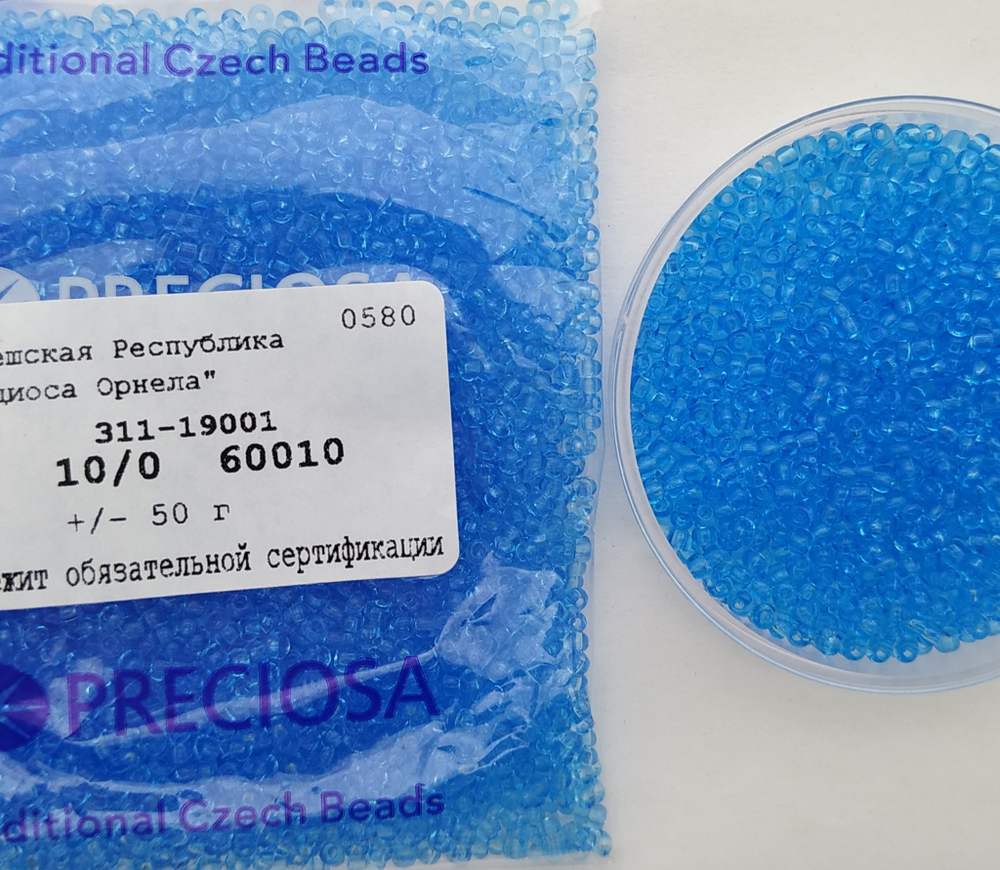 ditional Czech Beads
PRECIOSA
0580
ешская Республика
циоса Орнела"
311-19001
10/0 60010
+/- 50 г
жит обязательной сертификации
PRECIOSA
ditional Czech Beads